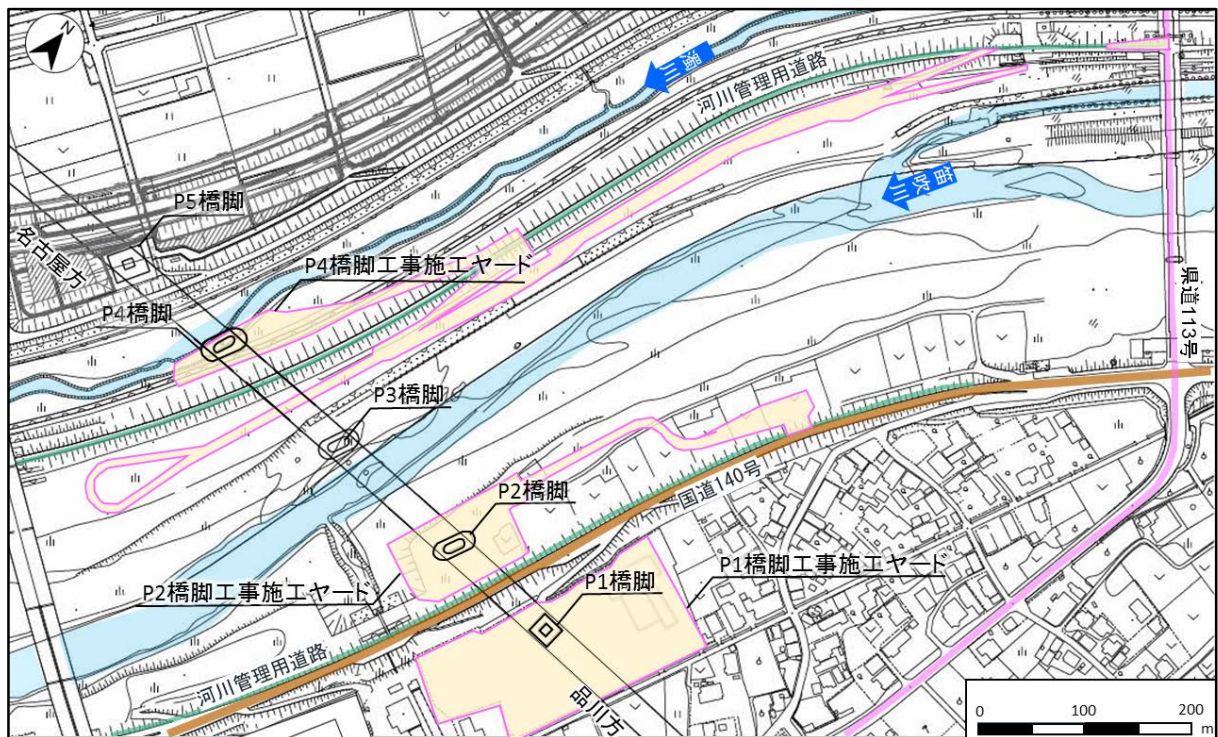 N
濁川
河川管理用道路
笛吹川
P5橋脚
名古屋方
P4橋脚工事施工ヤード
P4橋脚
県道113号
P3橋脚
国道140号
P2橋脚
P2橋脚工事施工ヤード
P1橋脚
P1橋脚工事施工ヤード
河川管理用道路
品川方
0 100 200
m